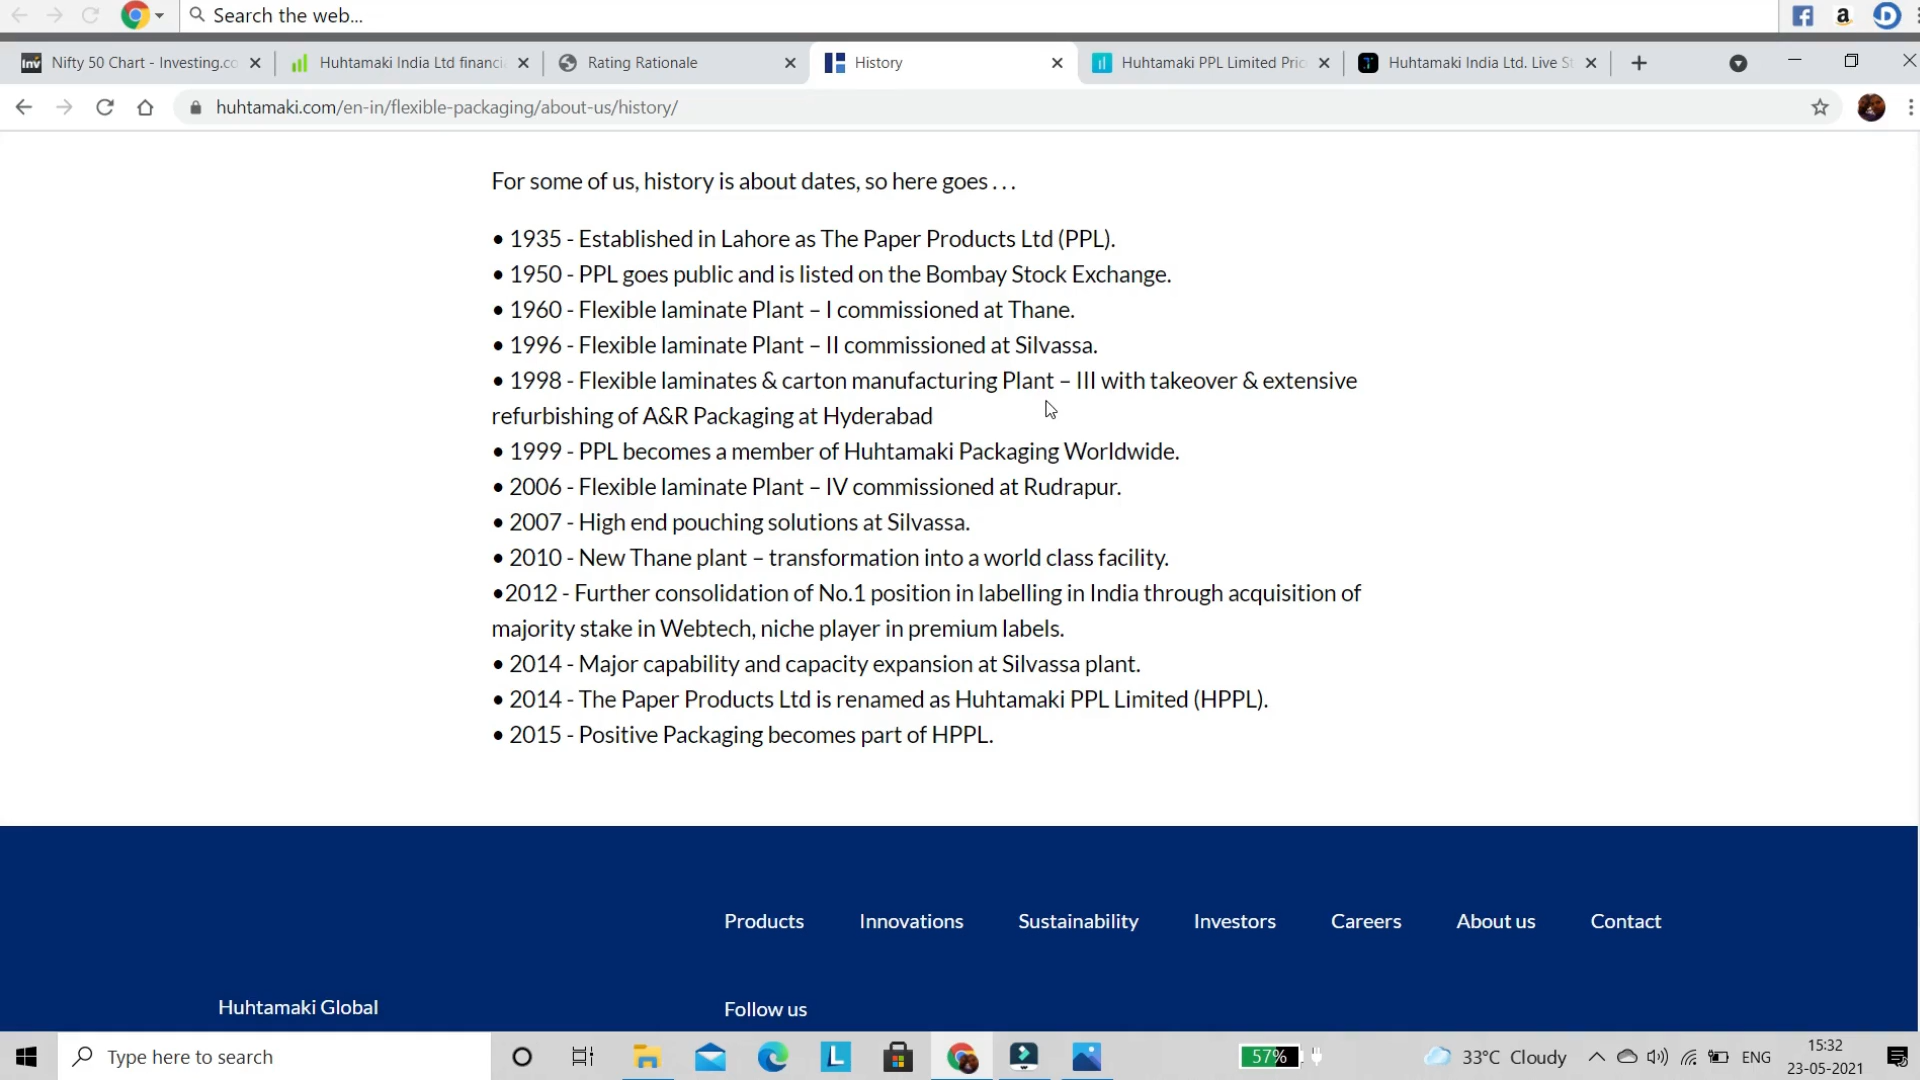 Search the web...
Nifty 50 Chart - Investing.co
Huhtamaki India Ltd financi
Rating Rationale
History
Huhtamaki PPL Limited Pric
Huhtamaki India Ltd. Live St
huhtamaki.com/en-in/flexible-packaging/about-us/history/
For some of us, history is about dates, so here goes . . .
• 1935 - Established in Lahore as The Paper Products Ltd (PPL).
• 1950 - PPL goes public and is listed on the Bombay Stock Exchange.
• 1960 - Flexible laminate Plant – I commissioned at Thane.
• 1996 - Flexible laminate Plant – II commissioned at Silvassa.
• 1998 - Flexible laminates & carton manufacturing Plant – III with takeover & extensive
refurbishing of A&R Packaging at Hyderabad
• 1999 - PPL becomes a member of Huhtamaki Packaging Worldwide.
• 2006 - Flexible laminate Plant – IV commissioned at Rudrapur.
• 2007 - High end pouching solutions at Silvassa.
• 2010 - New Thane plant – transformation into a world class facility.
•2012 - Further consolidation of No.1 position in labelling in India through acquisition of
majority stake in Webtech, niche player in premium labels.
• 2014 - Major capability and capacity expansion at Silvassa plant.
• 2014 - The Paper Products Ltd is renamed as Huhtamaki PPL Limited (HPPL).
• 2015 - Positive Packaging becomes part of HPPL.
Products Innovations Sustainability Investors Careers About us Contact
Huhtamaki Global
Follow us
Type here to search
57%
33°C Cloudy
ENG
15:32
23-05-2021